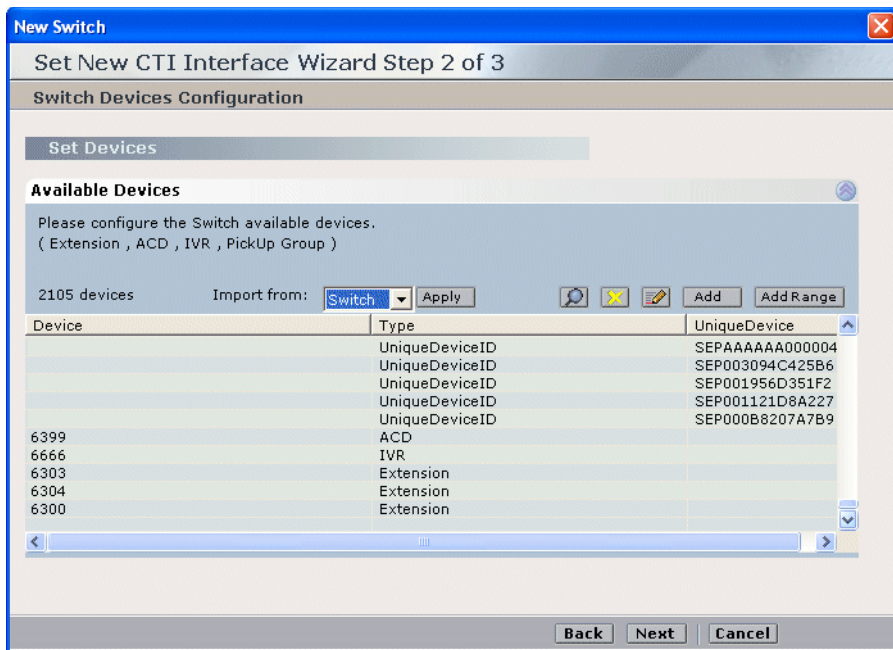 New Switch
Set New CTI Interface Wizard Step 2 of 3
Switch Devices Configuration
Set Devices
Available Devices
Please configure the Switch available devices.
( Extension , ACD , IVR , PickUp Group )
2105 devices Import from: Switch Apply Add Add Range
Device Type UniqueDevice
UniqueDeviceID SEPAAAAAA000004
UniqueDeviceID SEP003094C425B6
UniqueDeviceID SEP001956D351F2
UniqueDeviceID SEP001121D8A227
UniqueDeviceID SEP000B8207A7B9
6399 ACD
6666 IVR
6303 Extension
6304 Extension
6300 Extension
Back Next Cancel